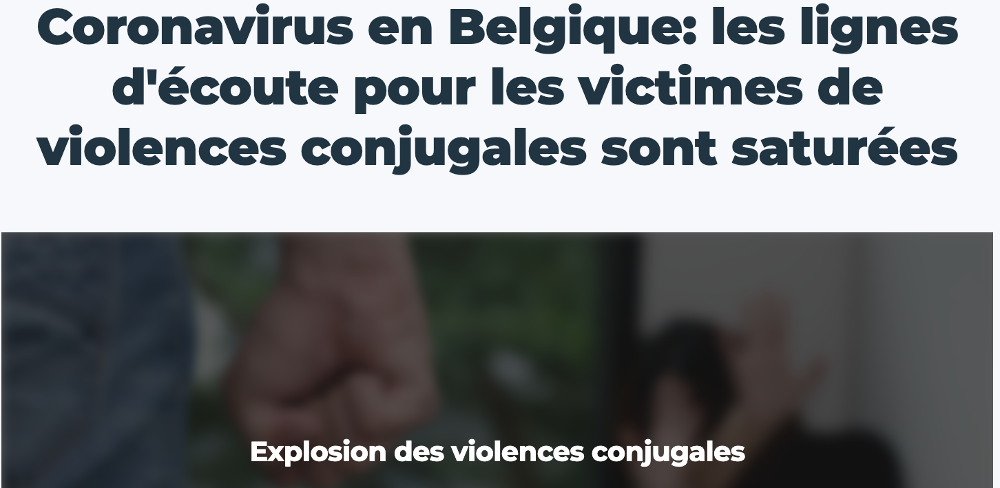 Coronavirus en Belgique: les lignes
d'écoute pour les victimes de
violences conjugales sont saturées
Explosion des violences conjugales